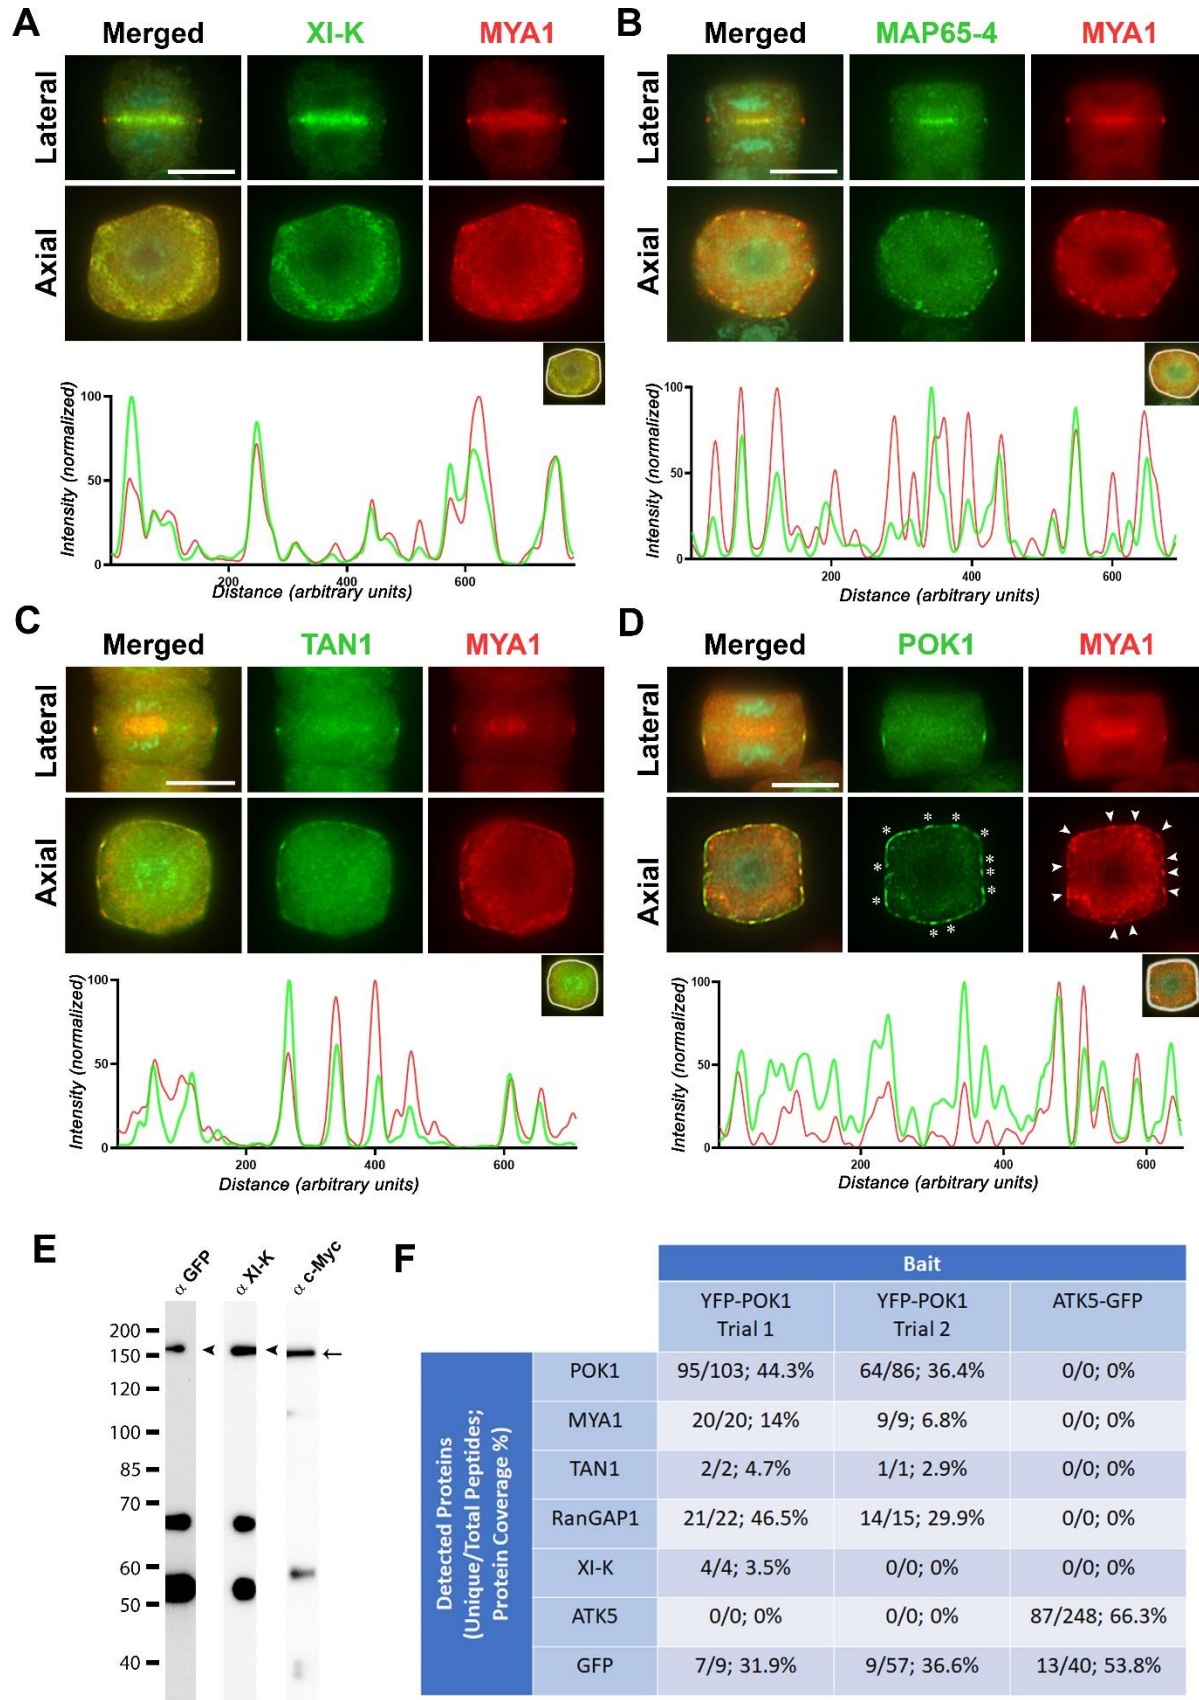 A
Merged XI-K MYA1
Lateral
Axial
Intensity (normalized)
100
50
0
200 400 600
Distance (arbitrary units)
B
Merged MAP65-4 MYA1
Lateral
Axial
Intensity (normalized)
100
50
0
200 400 600
Distance (arbitrary units)
C
Merged TAN1 MYA1
Lateral
Axial
Intensity (normalized)
100
50
0
200 400 600
Distance (arbitrary units)
D
Merged POK1 MYA1
Lateral
Axial
* * * * * * * * * * *
Intensity (normalized)
100
50
0
200 400 600
Distance (arbitrary units)
E
α GFP
α XI-K
α c-Myc
200
150
120
100
85
70
60
50
40
F
Bait
YFP-POK1 Trial 1 YFP-POK1 Trial 2 ATK5-GFP
Detected Proteins
(Unique/Total Peptides;
Protein Coverage %)
POK1 95/103; 44.3% 64/86; 36.4% 0/0; 0%
MYA1 20/20; 14% 9/9; 6.8% 0/0; 0%
TAN1 2/2; 4.7% 1/1; 2.9% 0/0; 0%
RanGAP1 21/22; 46.5% 14/15; 29.9% 0/0; 0%
XI-K 4/4; 3.5% 0/0; 0% 0/0; 0%
ATK5 0/0; 0% 0/0; 0% 87/248; 66.3%
GFP 7/9; 31.9% 9/57; 36.6% 13/40; 53.8%